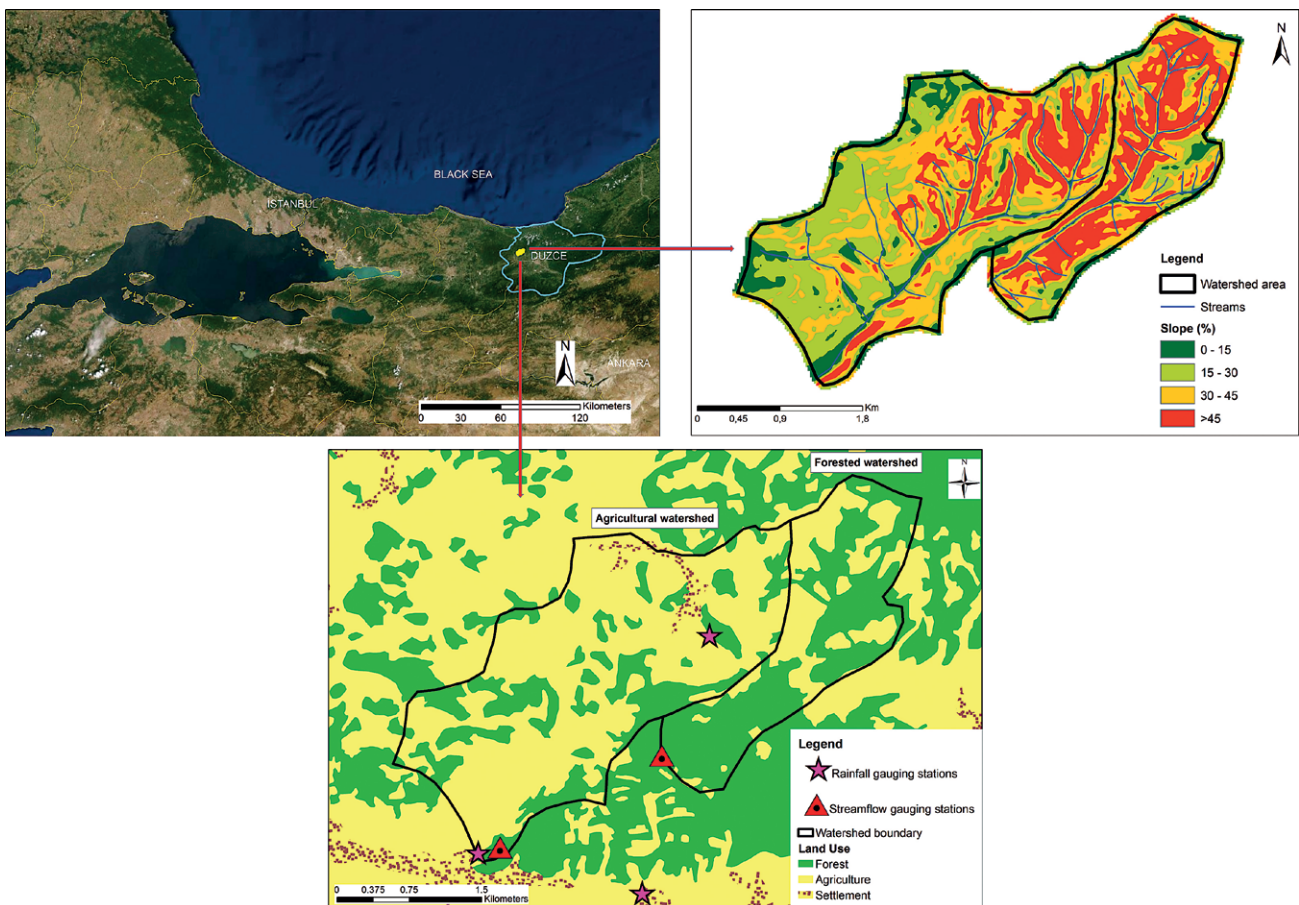 BLACK SEA
İSTANBUL
DUZCE
ANKARA
N
Kilometers
0 30 60 120
N
Legend
Watershed area
Streams
Slope (%)
0 - 15
15 - 30
30 - 45
>45
Km
0 0,45 0,9 1,8
Forested watershed
N
Agricultural watershed
Legend
Rainfall gauging stations
Streamflow gauging stations
Watershed boundary
Land Use
Forest
Agriculture
Settlement
0 0.375 0.75 1.5
Kilometers